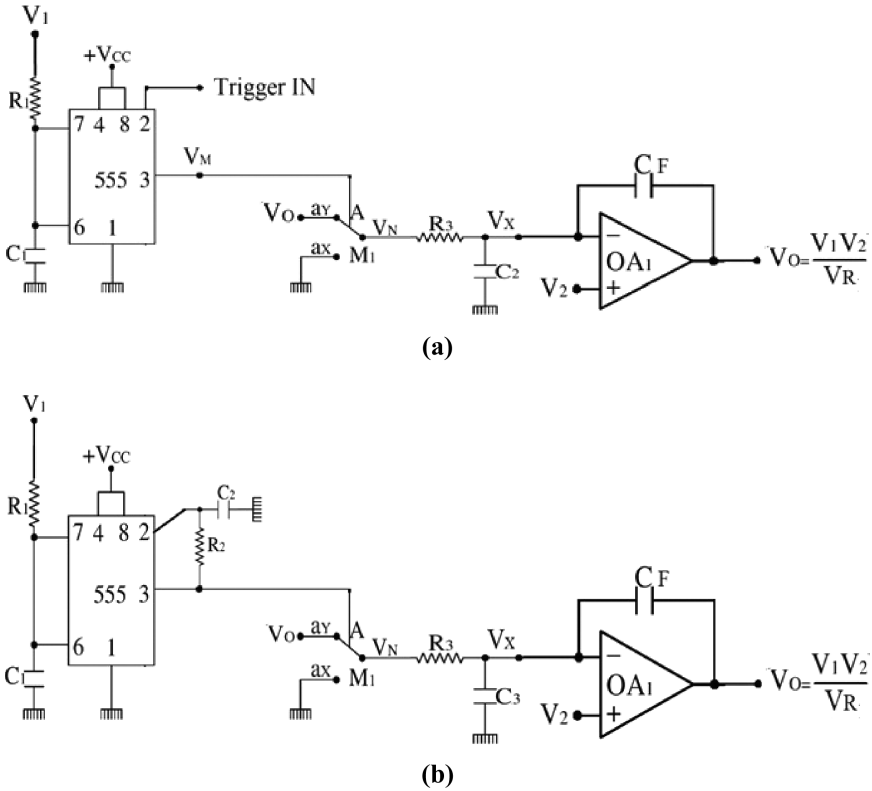 V1
+VCC
Trigger IN
R1
7 4 8 2
555 3
VM
6 1
C1
VO aY A
VN R3 VX
ax M1
C2
CF
−
OA1
V2 +
VO= V1V2
VR
(a)
V1
+VCC
C2
R1
7 4 8 2
R2
555 3
6 1
C1
VO aY A
VN R3 VX
ax M1
C3
CF
−
OA1
V2 +
VO= V1V2
VR
(b)